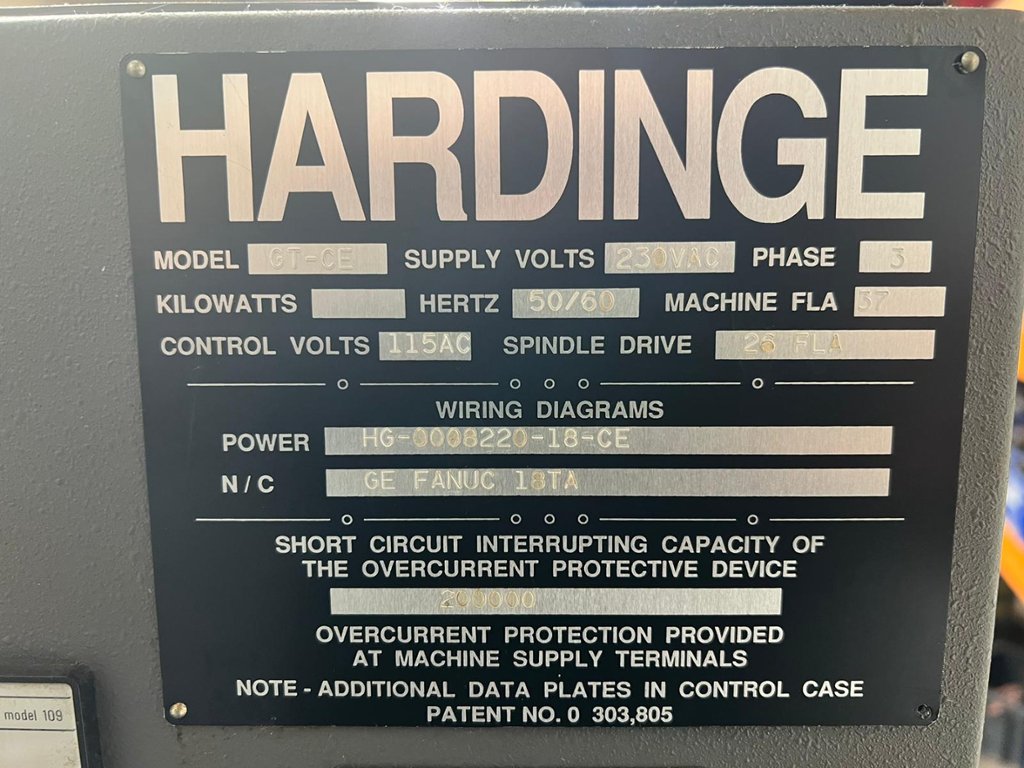 HARDINGE
MODEL GT-CE SUPPLY VOLTS 230VAC PHASE 3
KILOWATTS HERTZ 50/60 MACHINE FLA 37
CONTROL VOLTS 115AC SPINDLE DRIVE 26 FLA
WIRING DIAGRAMS
POWER HG-0008220-18-CE
N/C GE FANUC 18TA
SHORT CIRCUIT INTERRUPTING CAPACITY OF
THE OVERCURRENT PROTECTIVE DEVICE
200000
OVERCURRENT PROTECTION PROVIDED
AT MACHINE SUPPLY TERMINALS
NOTE - ADDITIONAL DATA PLATES IN CONTROL CASE
PATENT NO. 0 303,805
model 109